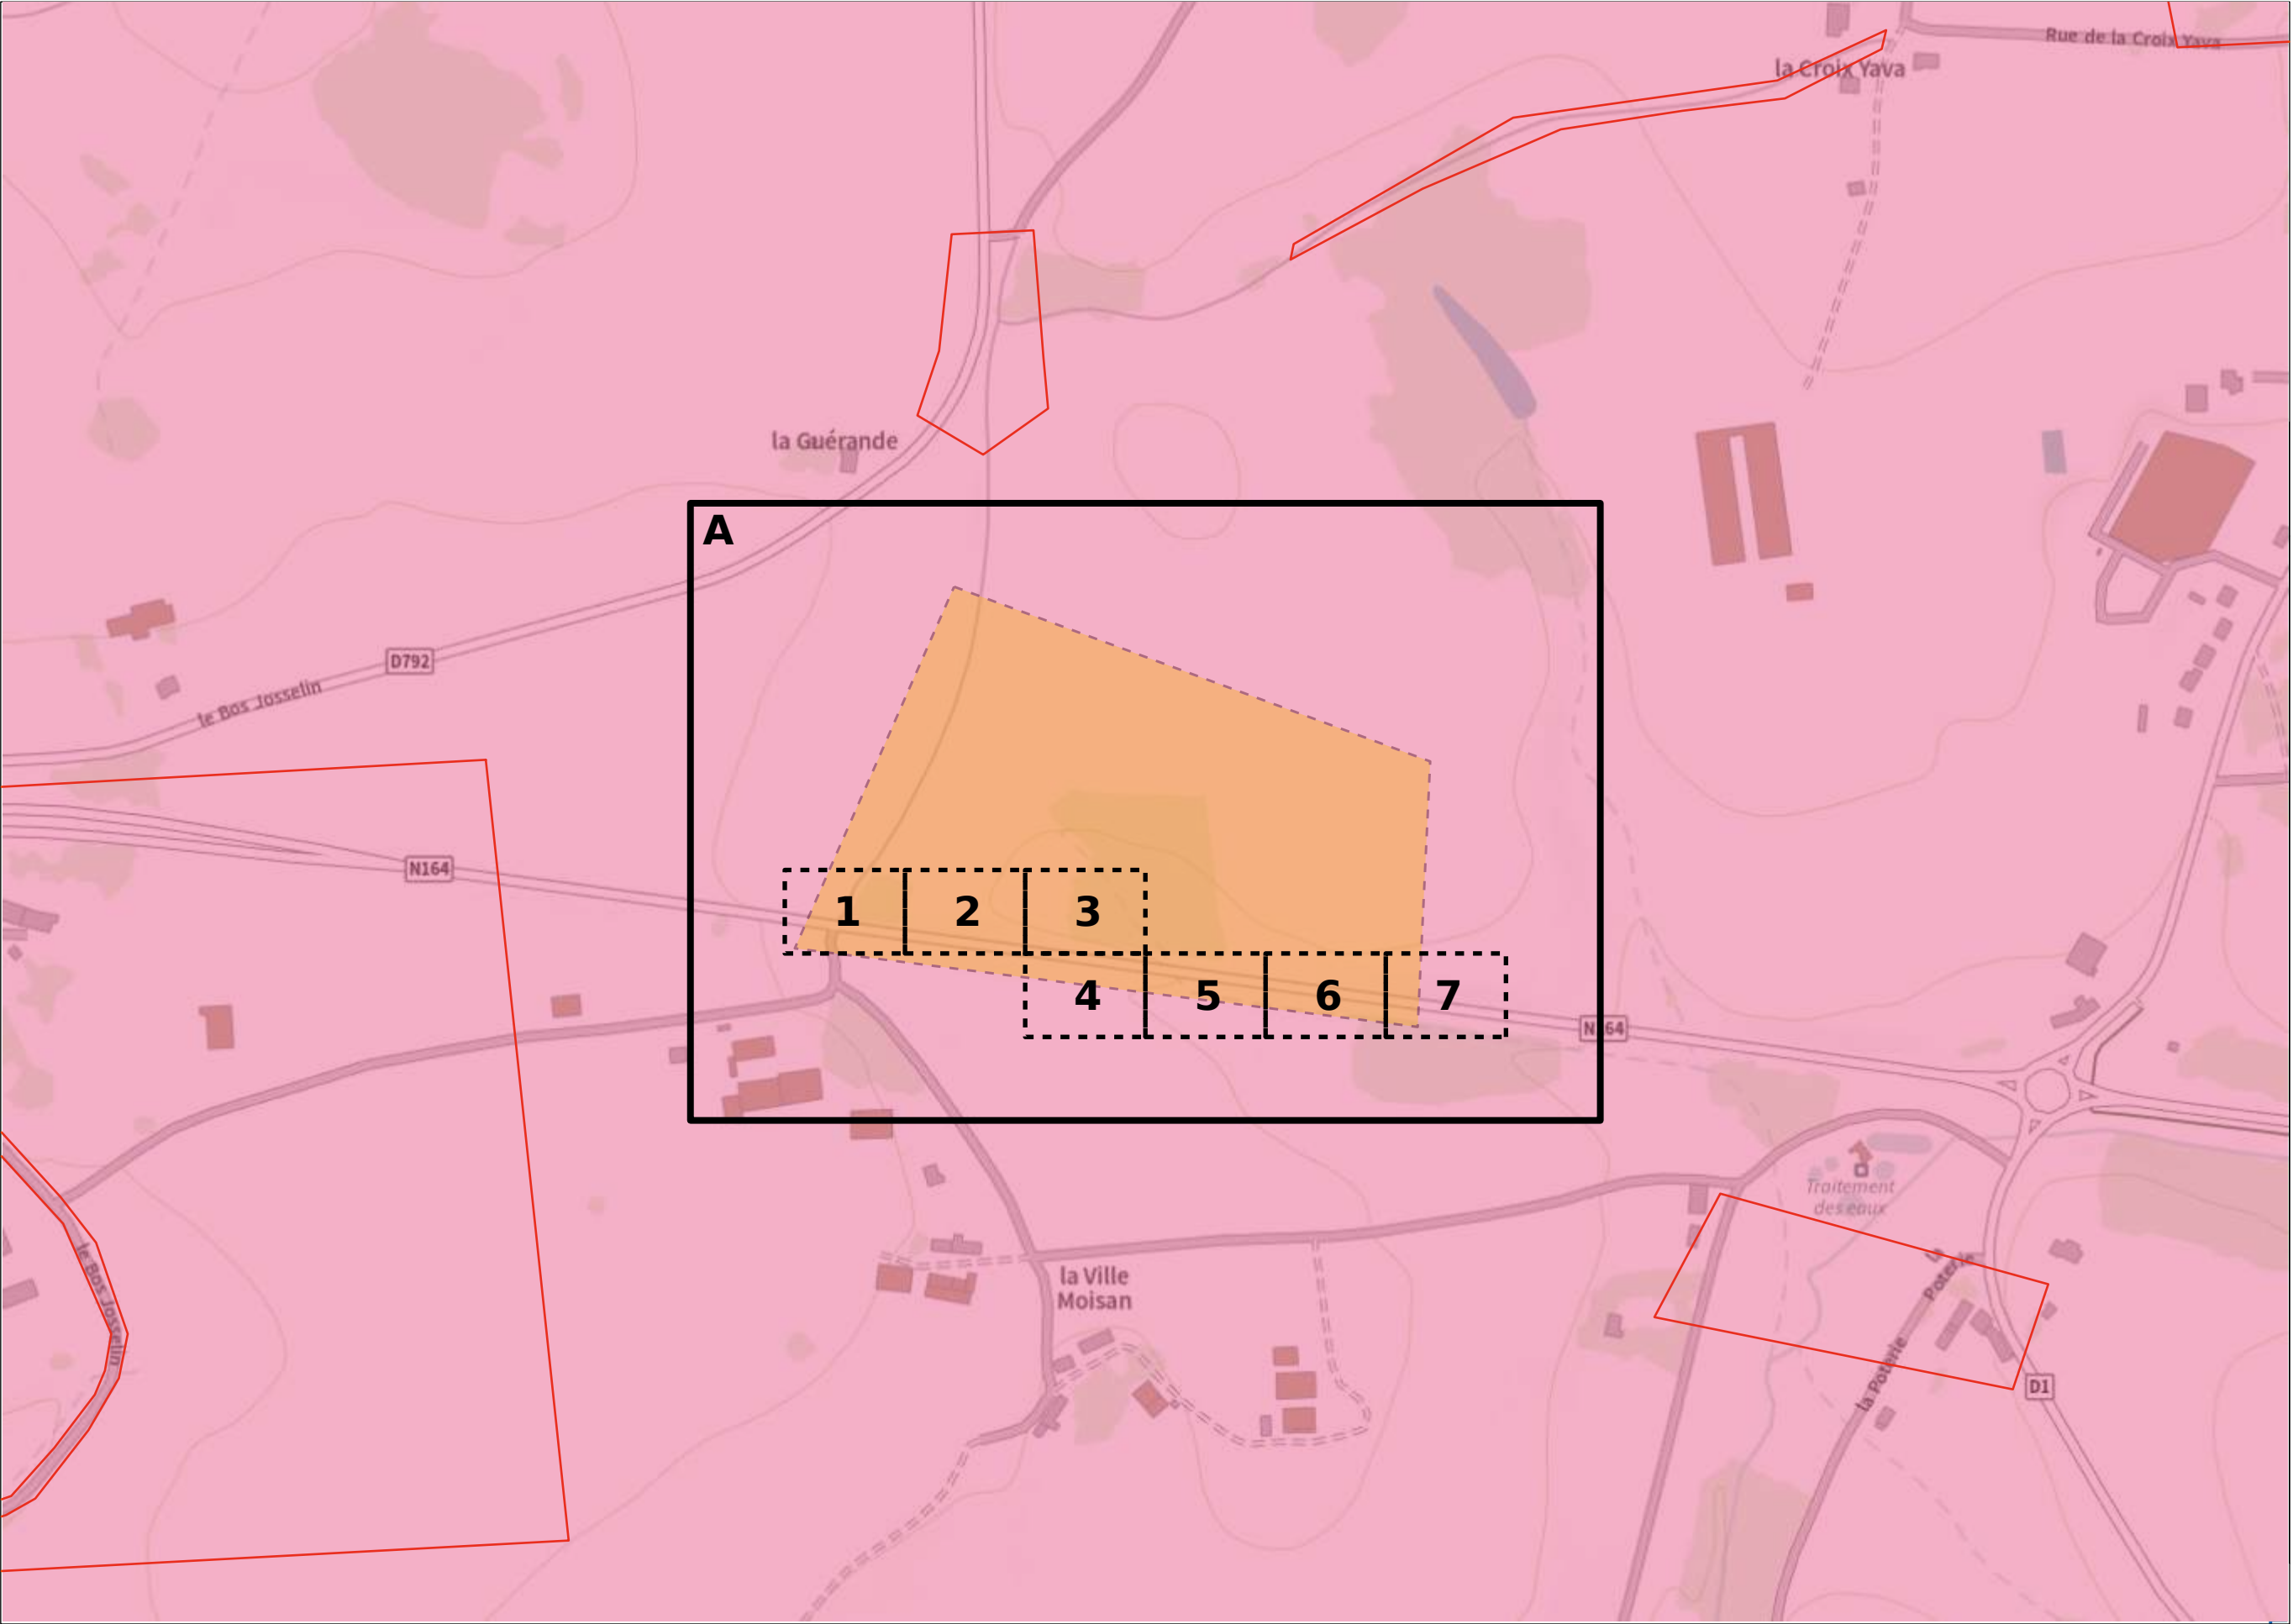 Rue de la Croix Yava
la Croix Yava
la Guérande
A
D792
le Bos Josselin
N164
1 2 3
4 5 6 7
N164
Traitement
des eaux
le Bos Josselin
la Ville
Moisan
Poterie
la Poterie
D1